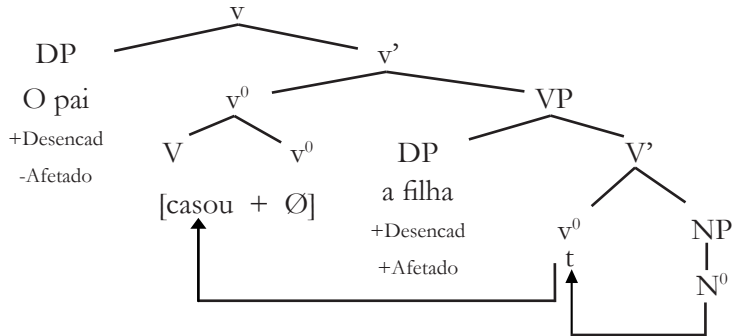 v
DP v'
O pai v⁰ VP
+Desencad
-Afetado
V v⁰ DP V'
[casou + Ø] a filha
+Desencad v⁰ NP
+Afetado t N⁰